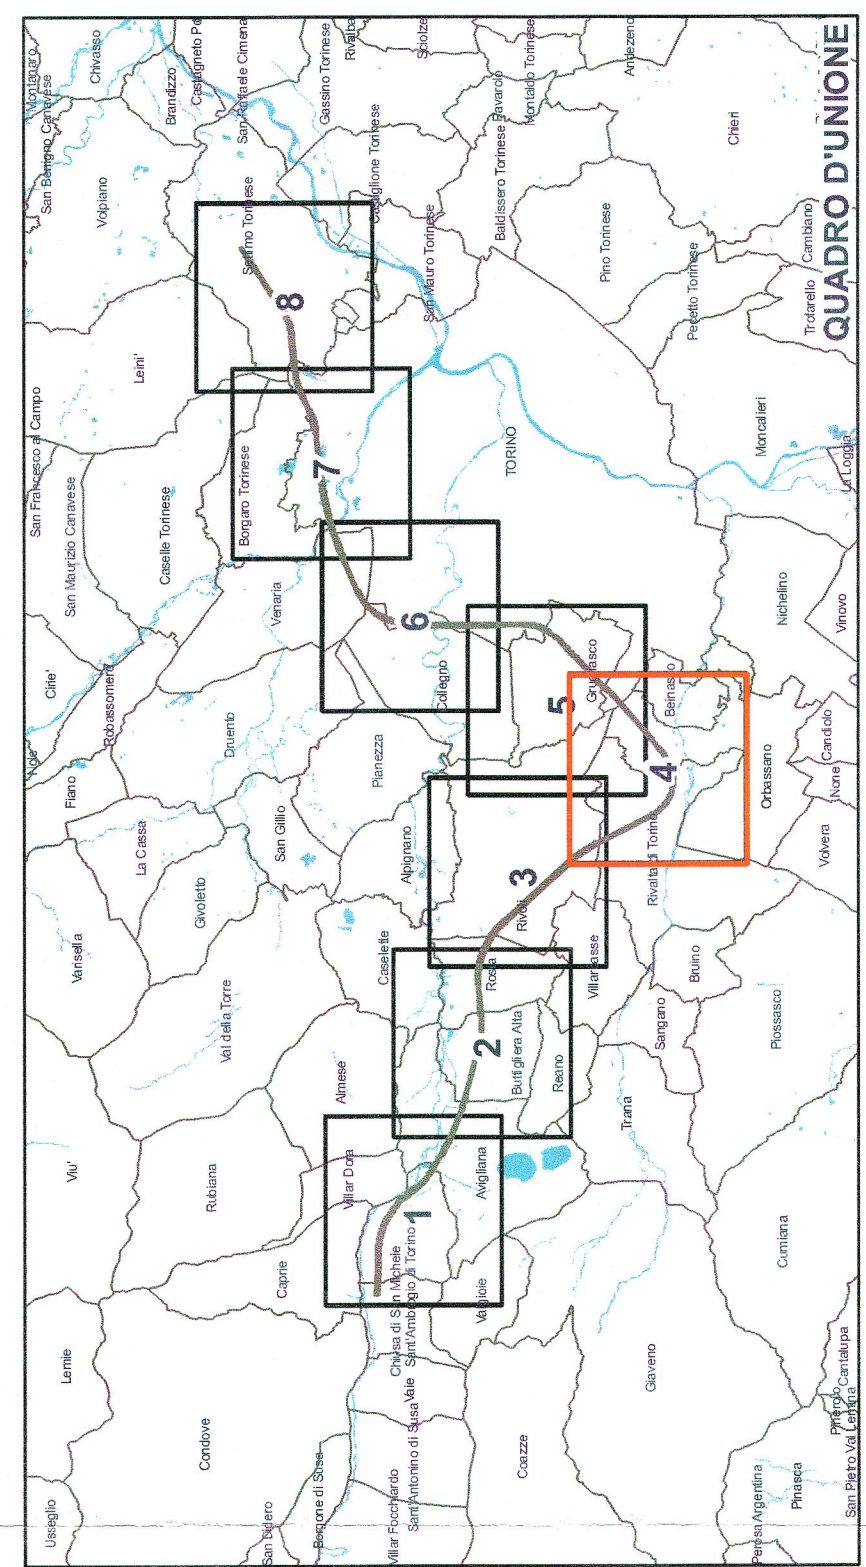 Usseglio
Lemie
Viu'
Varisella
Fiano
Nole
Cirie'
San Francesco al Campo
San Maurizio Canavese
Robassomero
La Cassa
Leini'
Volpiano
San Benigno Canavese
Montanaro
Chivasso
Brandizzo
Castagneto Po
San Raffaele Cimena
Gassino Torinese
Rivalba
Sciolze
Condove
Rubiana
Val della Torre
Givoletto
Druento
San Gillio
Caselle Torinese
Borgaro Torinese
Venaria
Settimo Torinese
Castiglione Torinese
San Mauro Torinese
San Didero
Borgone di Susa
Caprie
Villar Dora
Almese
Caselette
Alpignano
Pianezza
Collegno
TORINO
Baldissero Torinese
Pavarolo
Montaldo Torinese
Andezeno
Villar Focchiardo
Sant'Antonino di Susa
Vaie
Chiusa di San Michele
Sant'Ambrogio di Torino
Avigliana
Buttigliera Alta
Rosta
Rivoli
Grugliasco
Pino Torinese
Chieri
Coazze
Valgioie
Reano
Villarbasse
Rivalta di Torino
Beinasco
Nichelino
Moncalieri
Pecetto Torinese
Trofarello
Cambiano
Giaveno
Trana
Sangano
Bruino
Orbassano
Candiolo
None
Volvera
Vinovo
La Loggia
Perosa Argentina
Pinasca
Pinerolo
San Pietro Val Lemina
Cantalupa
Cumiana
Piossasco
1
2
3
4
5
6
7
8
QUADRO D'UNIONE